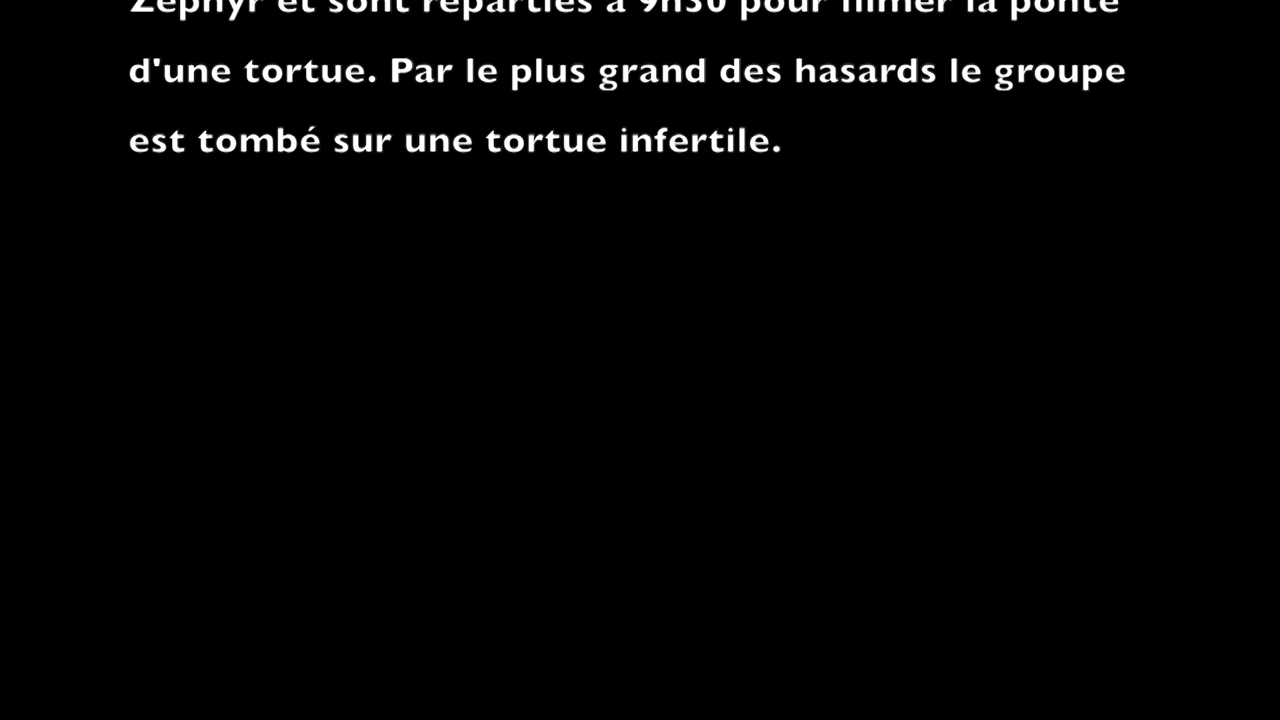 Zéphyr et sont reparties à 9h30 pour filmer la ponte
d'une tortue. Par le plus grand des hasards le groupe
est tombé sur une tortue infertile.